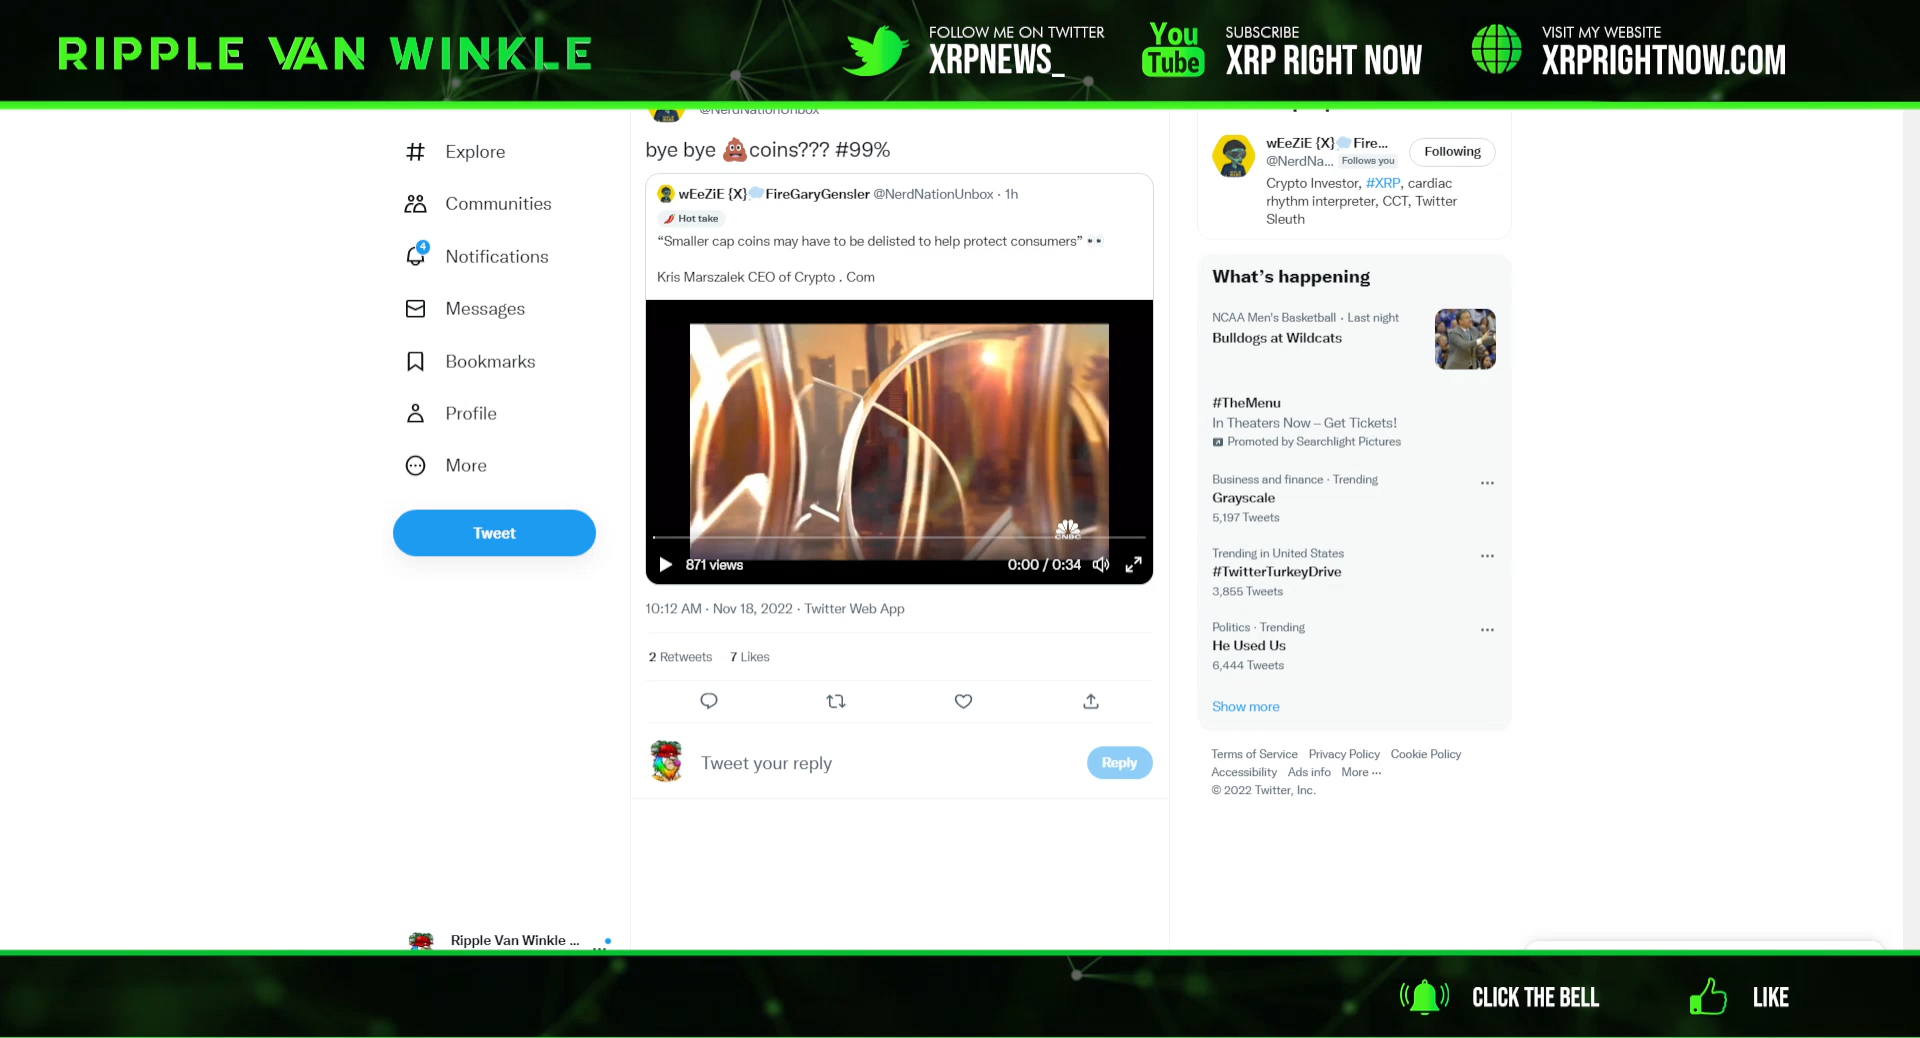 RIPPLE VAN WINKLE
FOLLOW ME ON TWITTER
XRPNEWS_
You
Tube
SUBSCRIBE
XRP RIGHT NOW
VISIT MY WEBSITE
XRPRIGHTNOW.COM
Explore
Communities
4
Notifications
Messages
Bookmarks
Profile
More
Tweet
Ripple Van Winkle ...
@NerdNationUnbox
bye bye 💩coins??? #99%
wEeZiE {X}💭FireGaryGensler @NerdNationUnbox · 1h
🌶️ Hot take
“Smaller cap coins may have to be delisted to help protect consumers” 👀
Kris Marszalek CEO of Crypto . Com
CNBC
871 views
0:00 / 0:34
10:12 AM · Nov 18, 2022 · Twitter Web App
2 Retweets 7 Likes
Tweet your reply
Reply
wEeZiE {X}💭Fire...
@NerdNa... Follows you
Following
Crypto Investor, #XRP, cardiac
rhythm interpreter, CCT, Twitter
Sleuth
What’s happening
NCAA Men's Basketball · Last night
Bulldogs at Wildcats
#TheMenu
In Theaters Now – Get Tickets!
Promoted by Searchlight Pictures
Business and finance · Trending
Grayscale
5,197 Tweets
Trending in United States
#TwitterTurkeyDrive
3,855 Tweets
Politics · Trending
He Used Us
6,444 Tweets
Show more
Terms of Service Privacy Policy Cookie Policy
Accessibility Ads info More ···
© 2022 Twitter, Inc.
CLICK THE BELL
LIKE